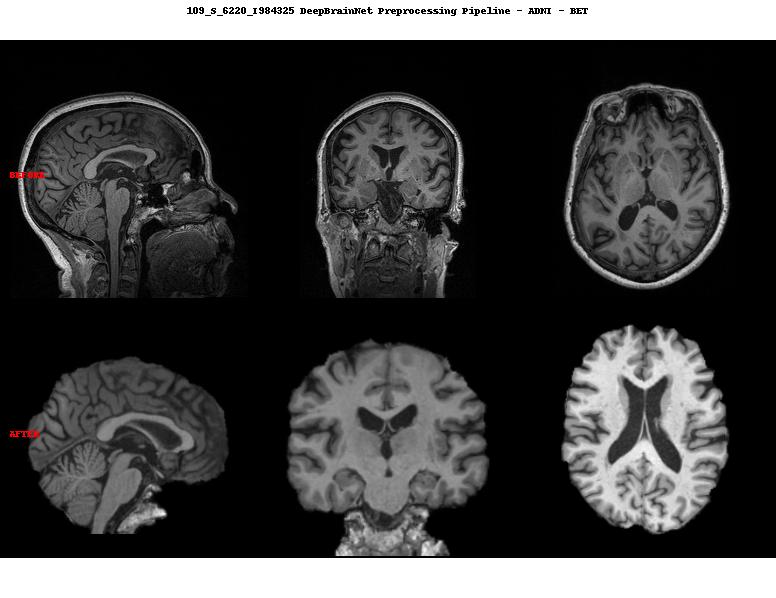 109_S_6220_I984325 DeepBrainNet Preprocessing Pipeline - ADNI - BET
BEFORE
AFTER